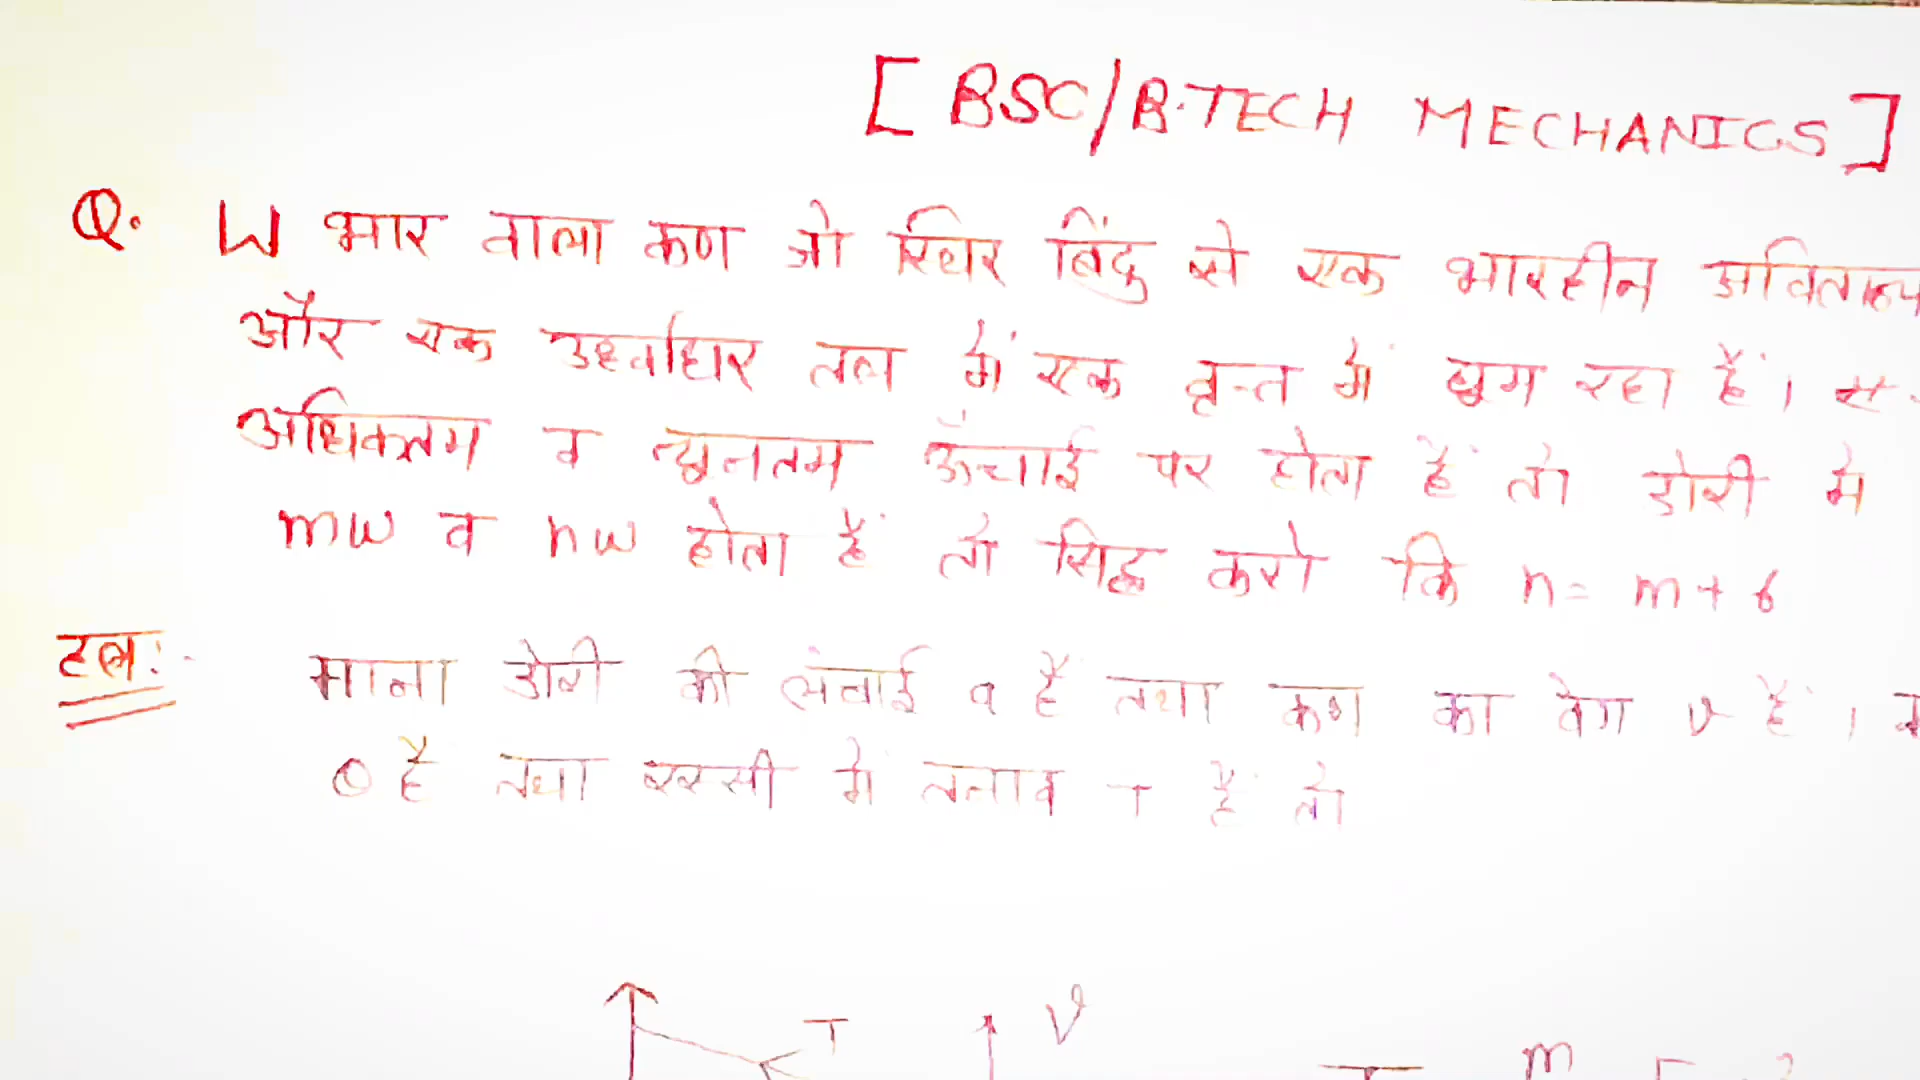 [ BSC/B.TECH MECHANICS ]
Q. W भार वाला कण जो स्थिर बिंदु से एक भारहीन अवितान्य
और एक उर्ध्वाधर तल में एक वृत्त में घुम रहा है।
अधिकतम व न्युनतम ऊँचाई पर होता है तो डोरी में
mw व nw होता है तो सिद्ध करो कि n= m+6
हल:-
माना डोरी की लंबाई a है तथा कण का वेग v है ।
Θ है तथा रस्सी में तनाव T है तो
T
V
m